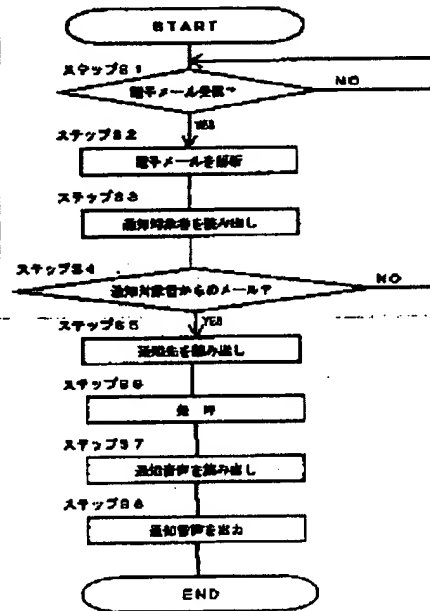 START
ステップS1
電子メール受信?
NO
YES
ステップS2
電子メールを診断
ステップS3
通知対象者を読み出し
ステップS4
通知対象者からのメール?
NO
YES
ステップS5
通知先を読み出し
ステップS6
発呼
ステップS7
通知音声を読み出し
ステップS8
通知音声を出力
END